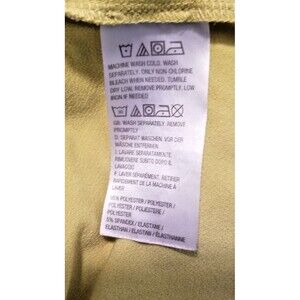 MACHINE WASH COLD. WASH
SEPARATELY. ONLY NON-CHLORINE
BLEACH WHEN NEEDED. TUMBLE
DRY LOW. REMOVE PROMPTLY. LOW
IRON IF NEEDED
GB. WASH SEPARATELY. REMOVE
PROMPTLY
D. SEPARAT WASCHEN. VOR DER
WÄSCHE ENTFERNEN
I. LAVARE SEPARATAMENTE.
RIMUOVERE SUBITO DOPO IL
LAVAGGIO
F. LAVER SÉPARÉMENT. RETIRER
RAPIDEMENT DE LA MACHINE À
LAVER
POLYESTER / POLYESTER /
POLYESTER / POLIESTERE /
POLYESTER
5% SPANDEX / ELASTANE /
ELASTHAN / ELASTAN / ÉLASTHANNE